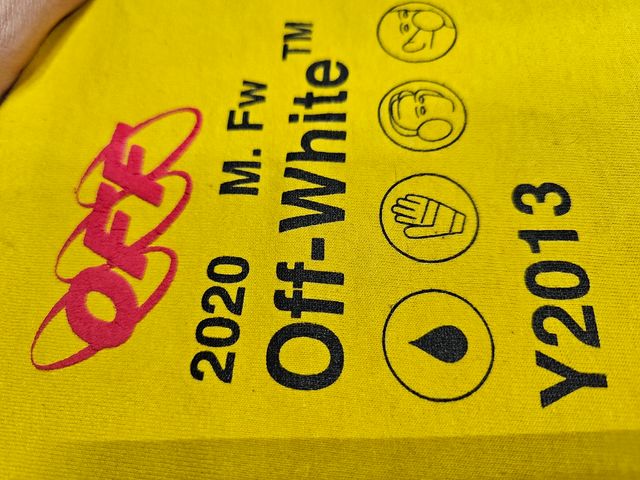 OFF
2020 M. Fw
Off-White™
Y2013